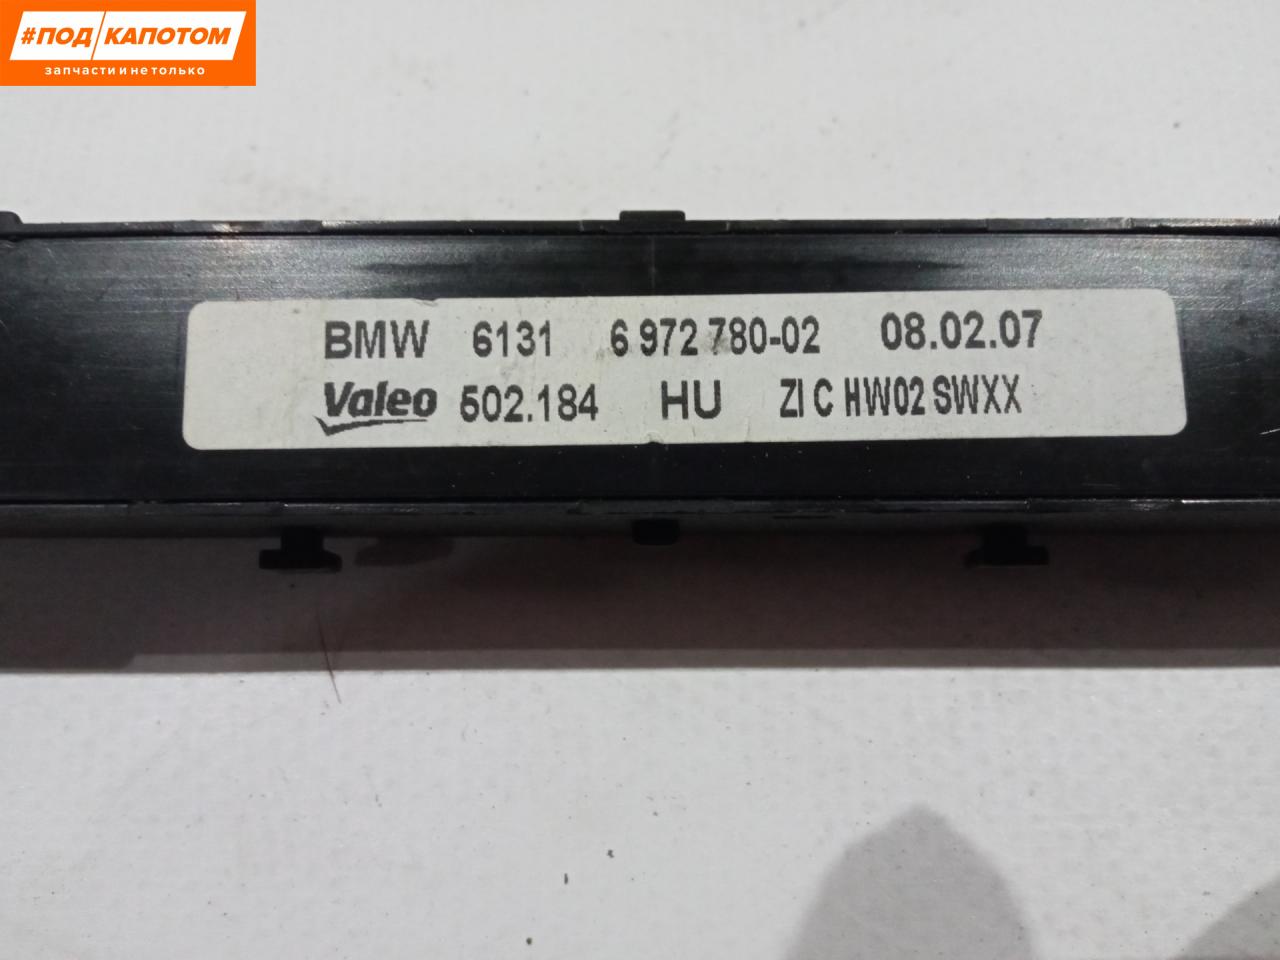 #ПОД/КАПОТОМ
запчасти и не только
BMW 6131 6 972 780-02 08.02.07
Valeo 502.184 HU ZI C HW02 SWXX